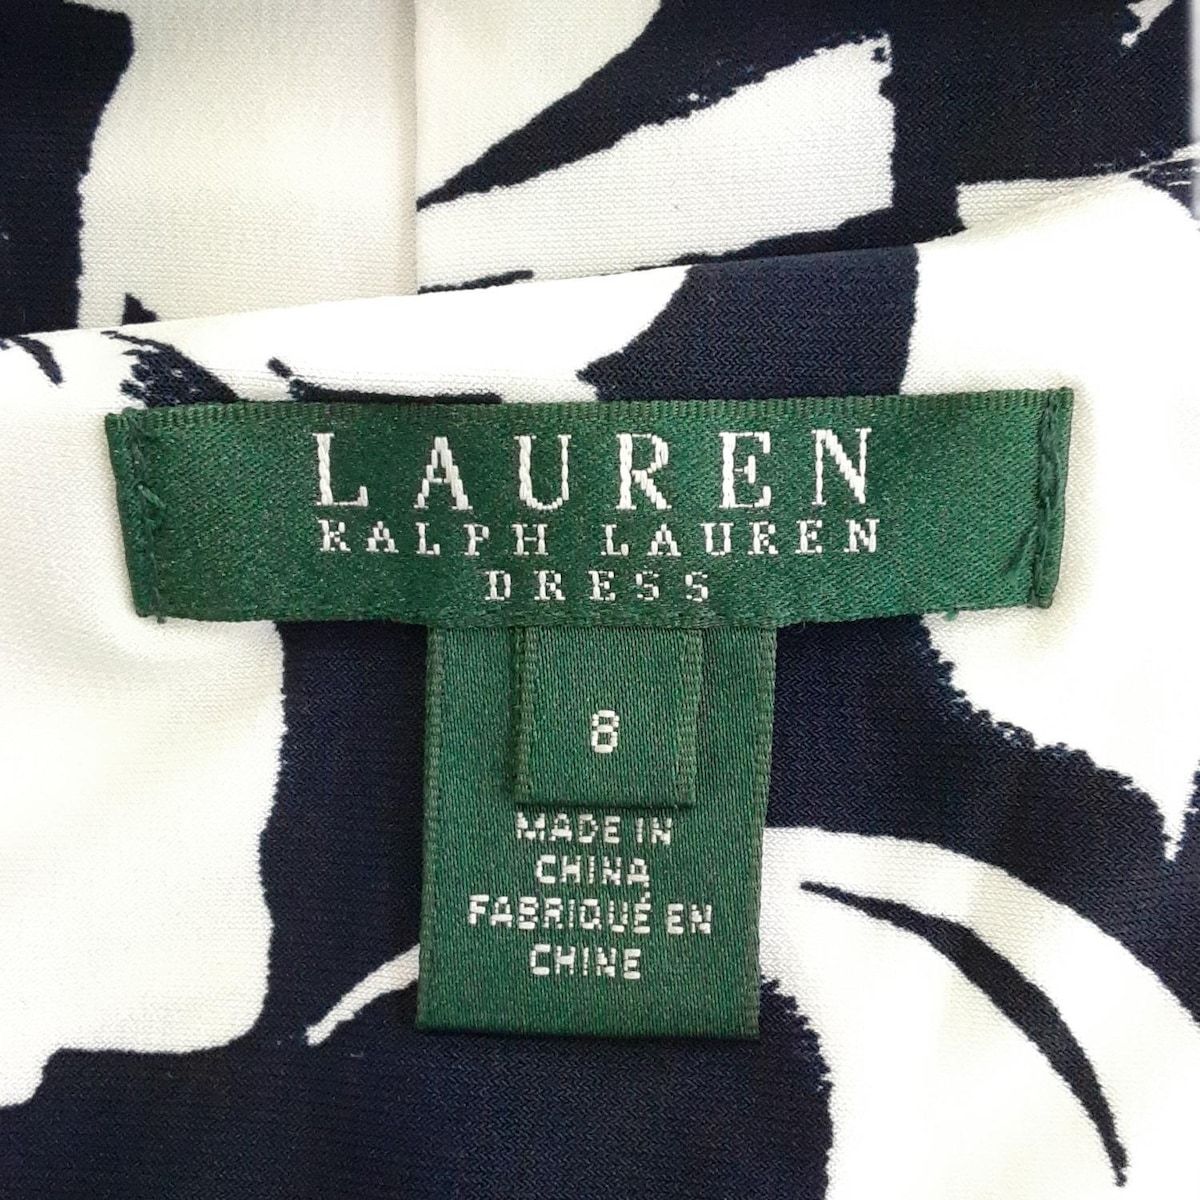 LAUREN
RALPH LAUREN
DRESS
8
MADE IN
CHINA
FABRIQUÉ EN
CHINE